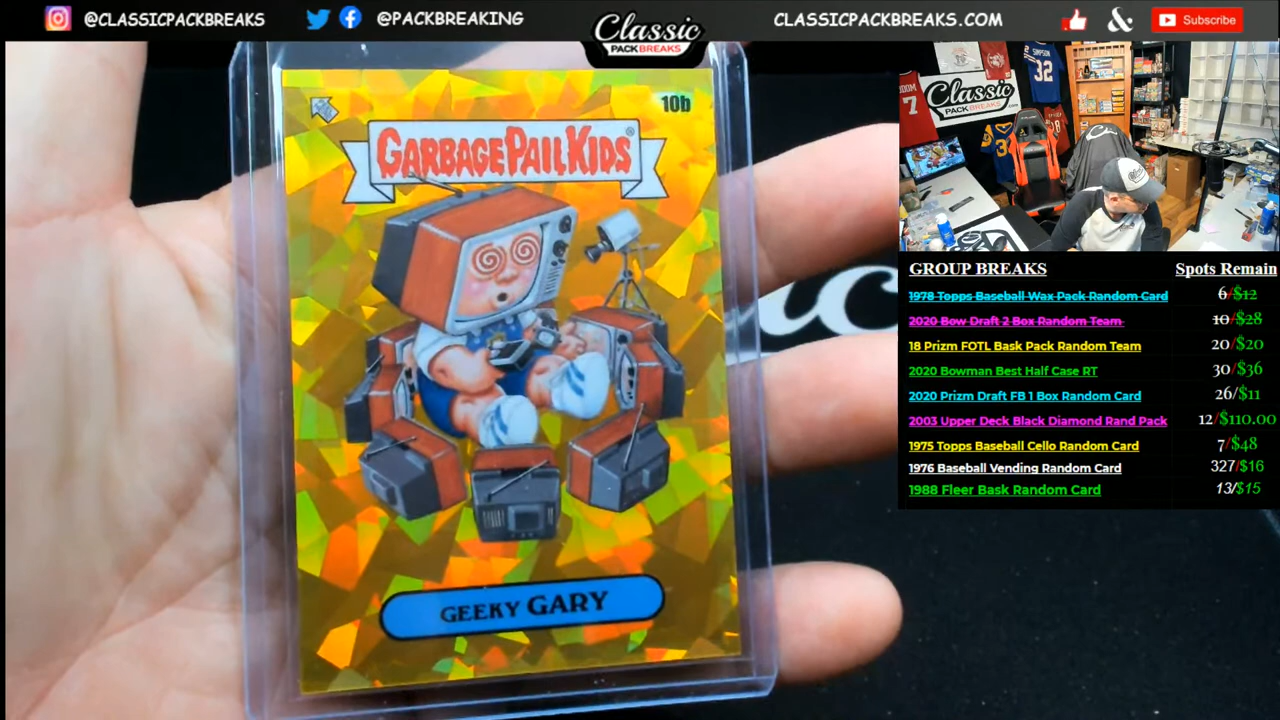 @CLASSICPACKBREAKS
@PACKBREAKING
Classic
PACKBREAKS
CLASSICPACKBREAKS.COM
&
Subscribe
10b
GARBAGE PAIL KIDS®
GEEKY GARY
Classic
PACK BREAKS
7
SIMPSON
32
GROUP BREAKS Spots Remain
1978 Topps Baseball Wax Pack Random Card 6/$12
2020 Bow Draft 2 Box Random Team 10/$28
18 Prizm FOTL Bask Pack Random Team 20/$20
2020 Bowman Best Half Case RT 30/$36
2020 Prizm Draft FB 1 Box Random Card 26/$11
2003 Upper Deck Black Diamond Rand Pack 12/$110.00
1975 Topps Baseball Cello Random Card 7/$48
1976 Baseball Vending Random Card 327/$16
1988 Fleer Bask Random Card 13/$15